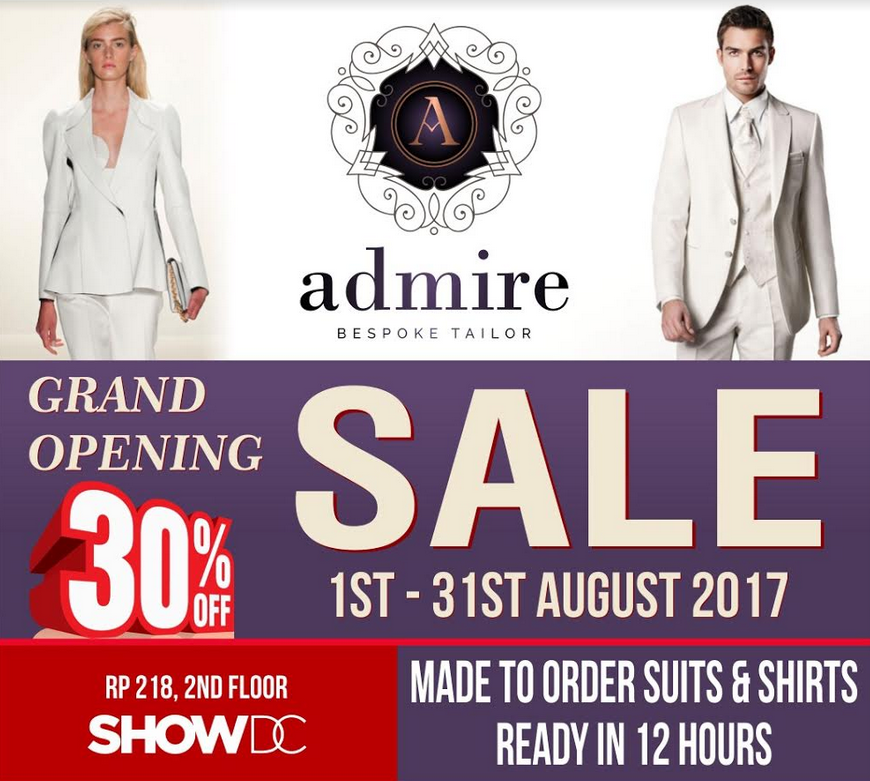 A
admire
BESPOKE TAILOR
GRAND
OPENING
30% OFF
SALE
1ST - 31ST AUGUST 2017
RP 218, 2ND FLOOR
SHOWDC
MADE TO ORDER SUITS & SHIRTS
READY IN 12 HOURS